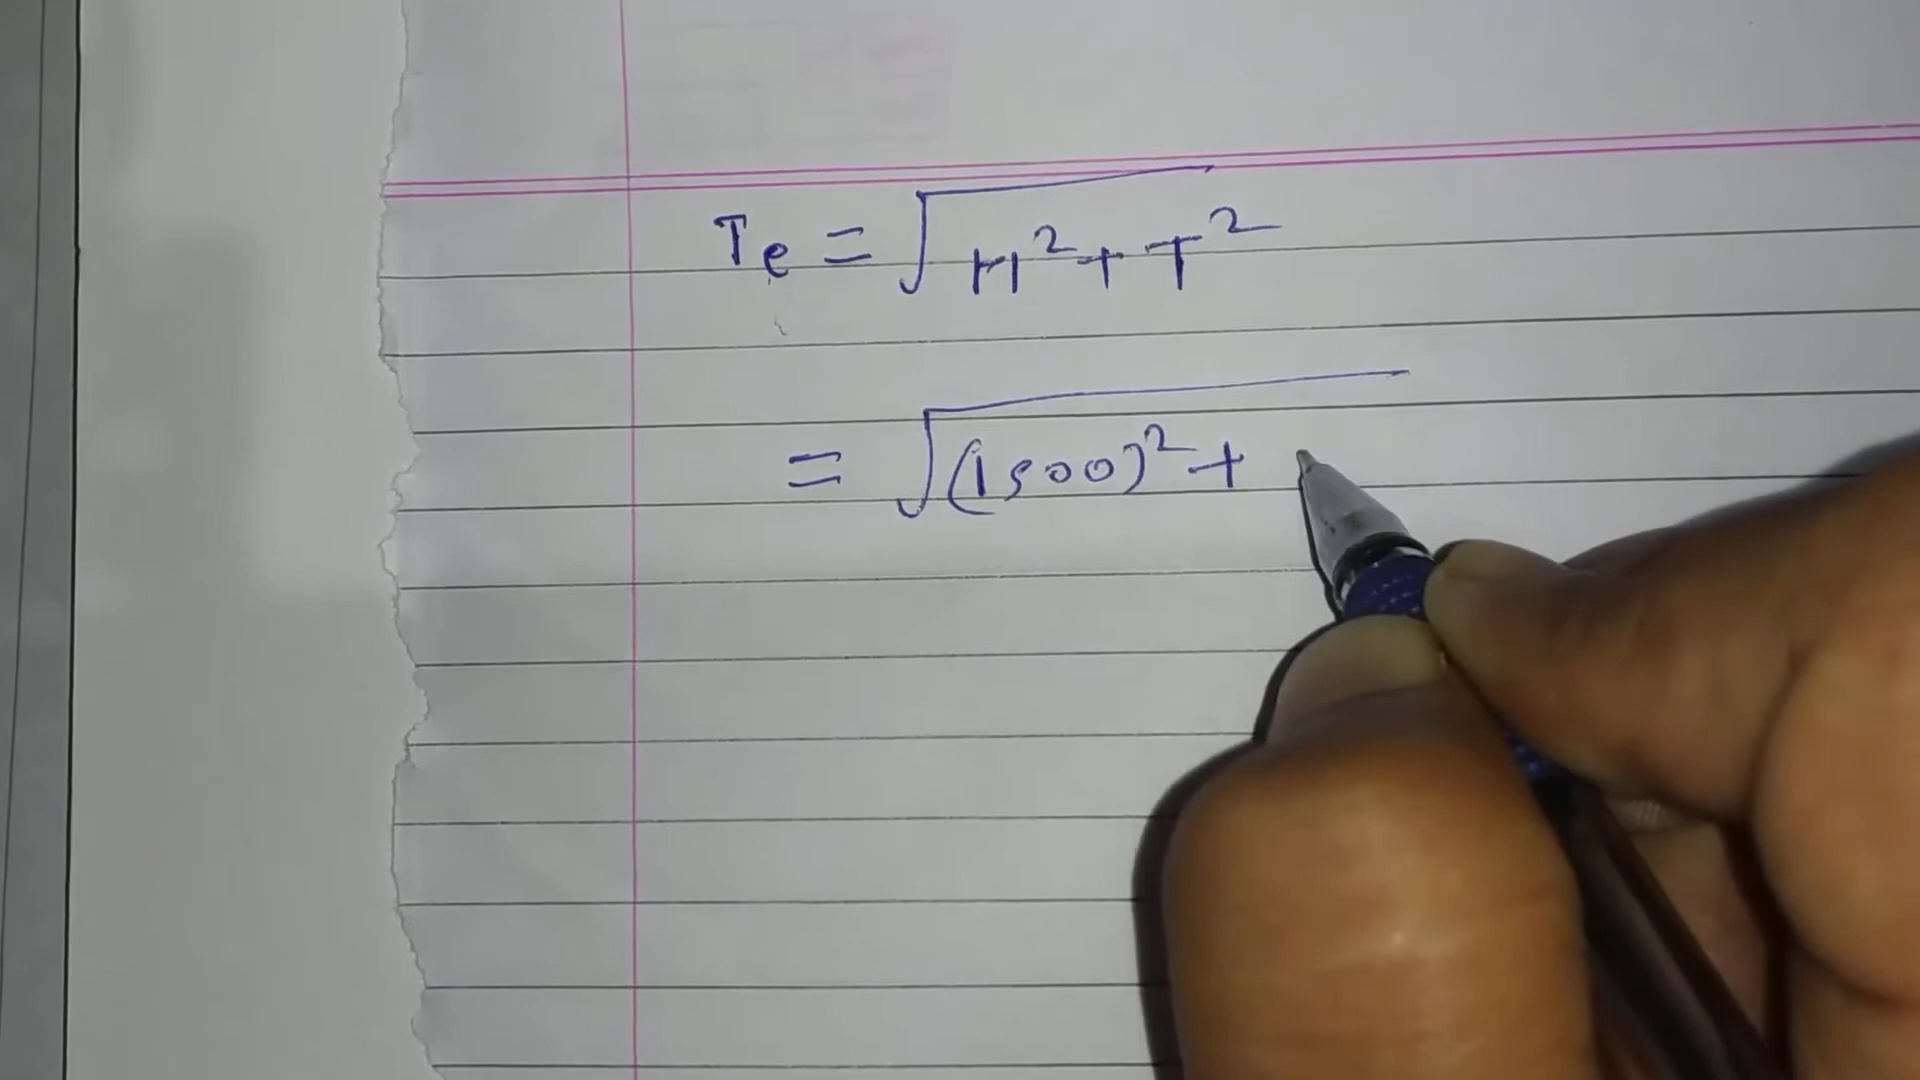 Te = √M² + T²
= √(1500)² +